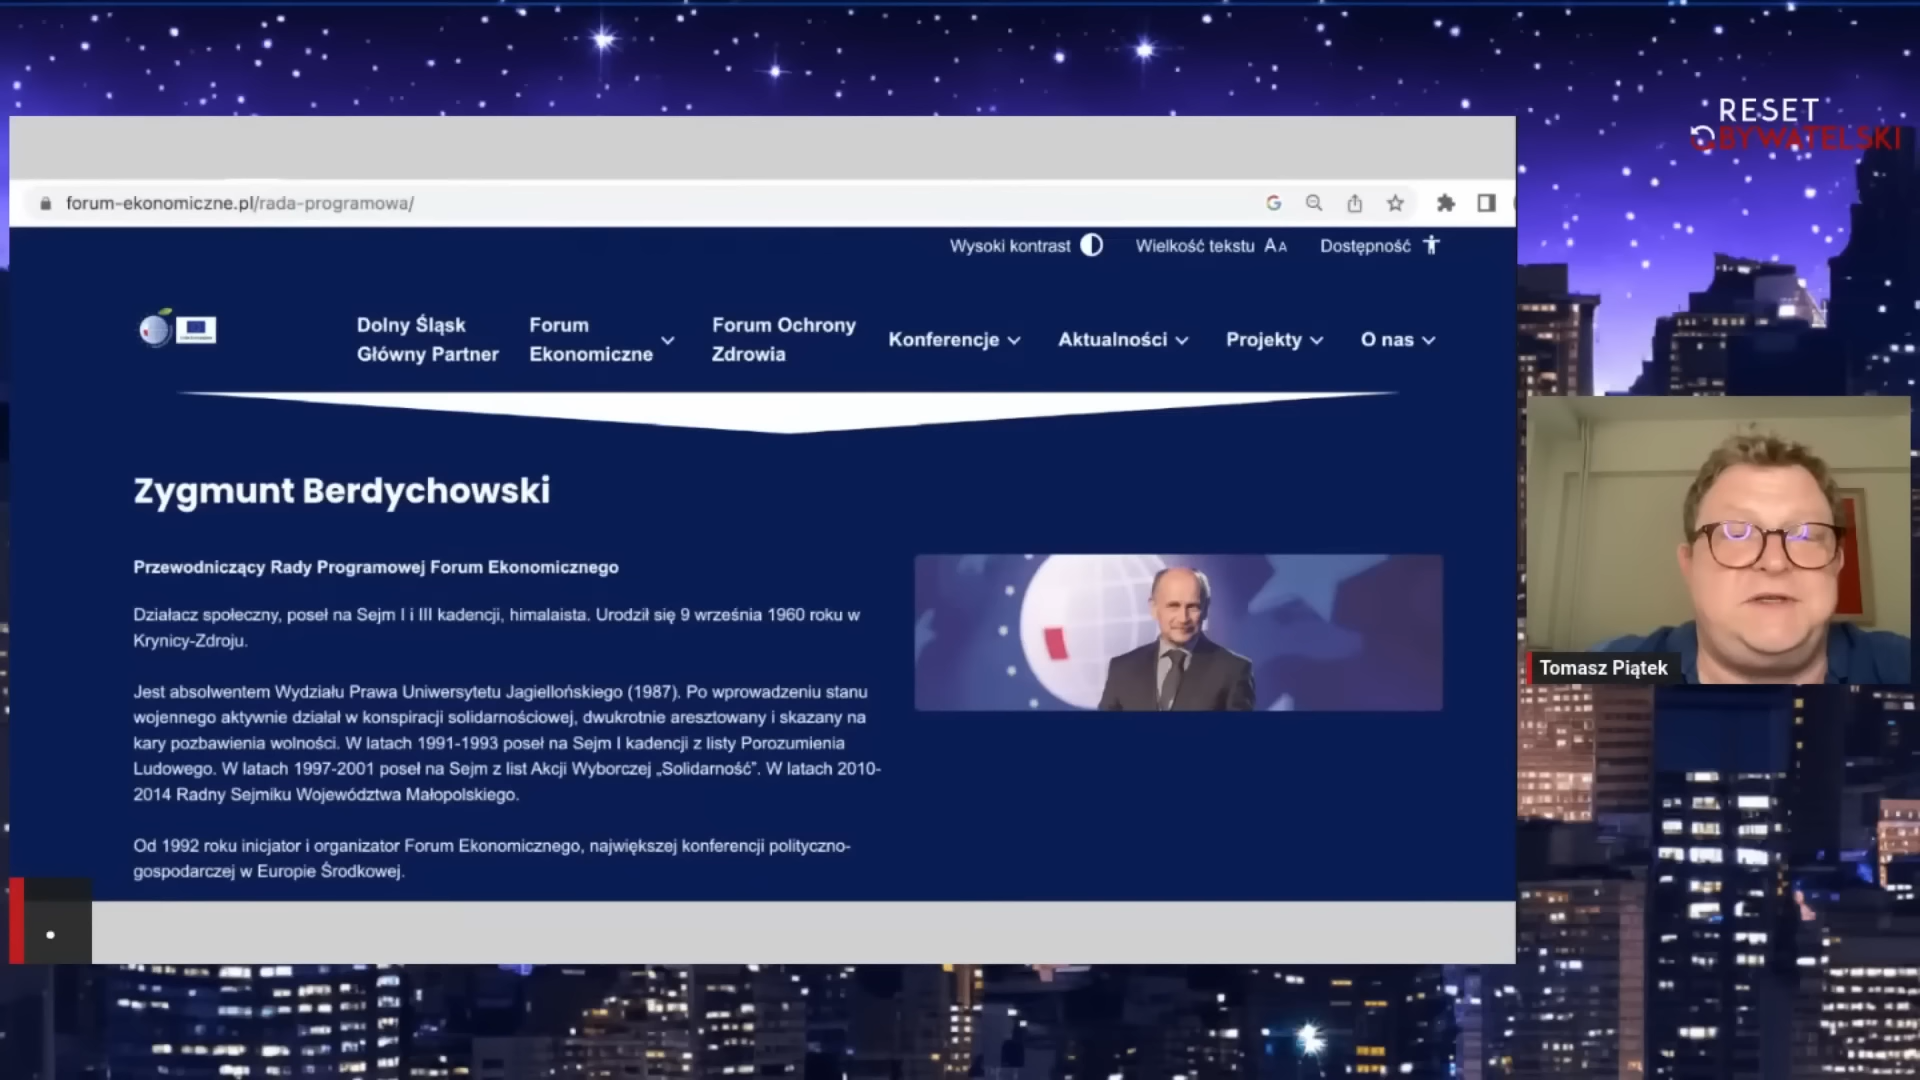 RESET
OBYWATELSKI
forum-ekonomiczne.pl/rada-programowa/
Wysoki kontrast
Wielkość tekstu AA
Dostępność
Dolny Śląsk
Główny Partner
Forum
Ekonomiczne
Forum Ochrony
Zdrowia
Konferencje
Aktualności
Projekty
O nas
Zygmunt Berdychowski
Przewodniczący Rady Programowej Forum Ekonomicznego
Działacz społeczny, poseł na Sejm I i III kadencji, himalaista. Urodził się 9 września 1960 roku w
Krynicy-Zdroju.
Jest absolwentem Wydziału Prawa Uniwersytetu Jagiellońskiego (1987). Po wprowadzeniu stanu
wojennego aktywnie działał w konspiracji solidarnościowej, dwukrotnie aresztowany i skazany na
kary pozbawienia wolności. W latach 1991-1993 poseł na Sejm I kadencji z listy Porozumienia
Ludowego. W latach 1997-2001 poseł na Sejm z list Akcji Wyborczej „Solidarność”. W latach 2010-
2014 Radny Sejmiku Województwa Małopolskiego.
Od 1992 roku inicjator i organizator Forum Ekonomicznego, największej konferencji polityczno-
gospodarczej w Europie Środkowej.
Tomasz Piątek